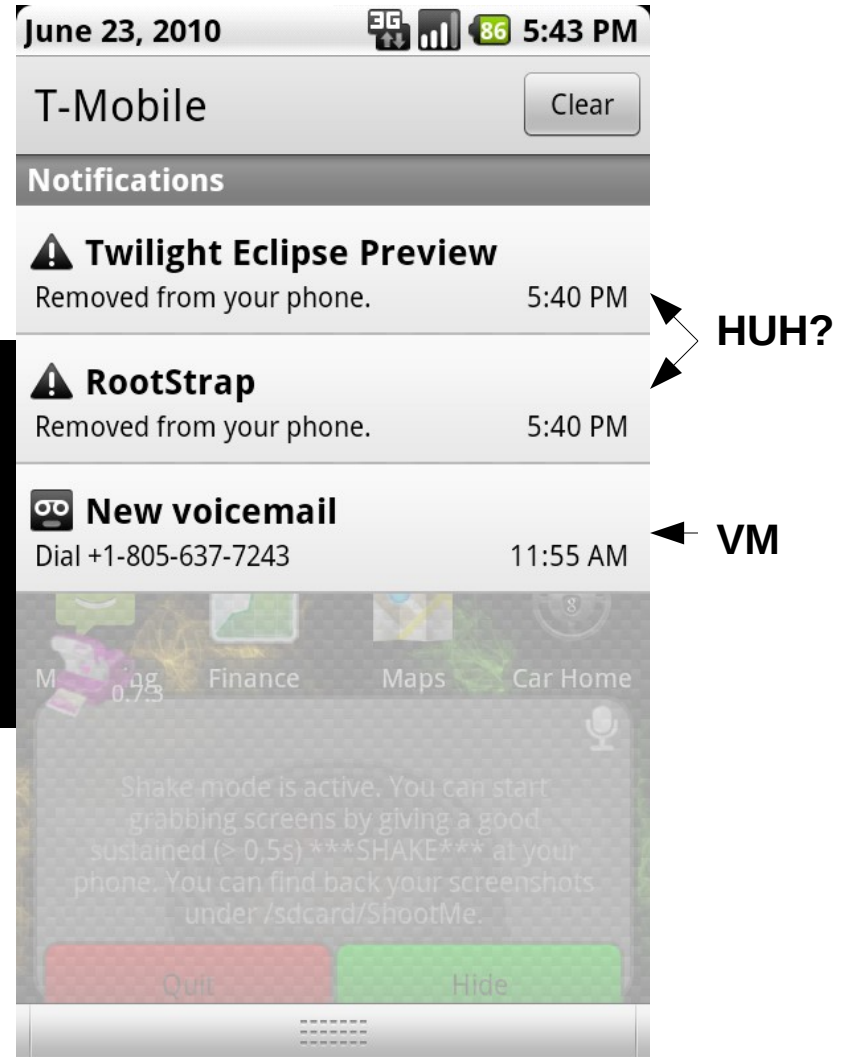 June 23, 2010 3G 86 5:43 PM
T-Mobile Clear
Notifications
Twilight Eclipse Preview
Removed from your phone. 5:40 PM
HUH?
RootStrap
Removed from your phone. 5:40 PM
New voicemail
Dial +1-805-637-7243 11:55 AM
VM
8
Finance Maps Car Home
0.7.3
Shake mode is active. You can start
grabbing screens by giving a good
sustained (> 0,5s) ***SHAKE*** at your
phone. You can find back your screenshots
under /sdcard/ShootMe.
Quit Hide